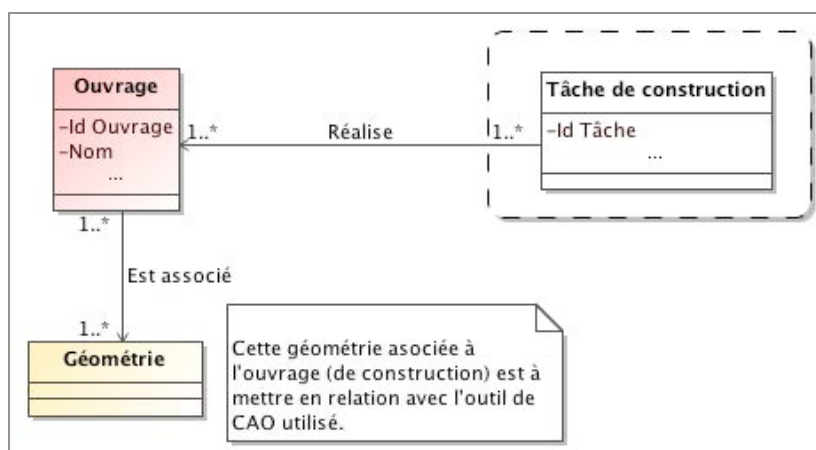 Ouvrage
-Id Ouvrage
-Nom
...
1..*
Réalise
1..*
Tâche de construction
-Id Tâche
...
1..*
Est associé
1..*
Géométrie
Cette géométrie asociée à
l'ouvrage (de construction) est à
mettre en relation avec l'outil de
CAO utilisé.